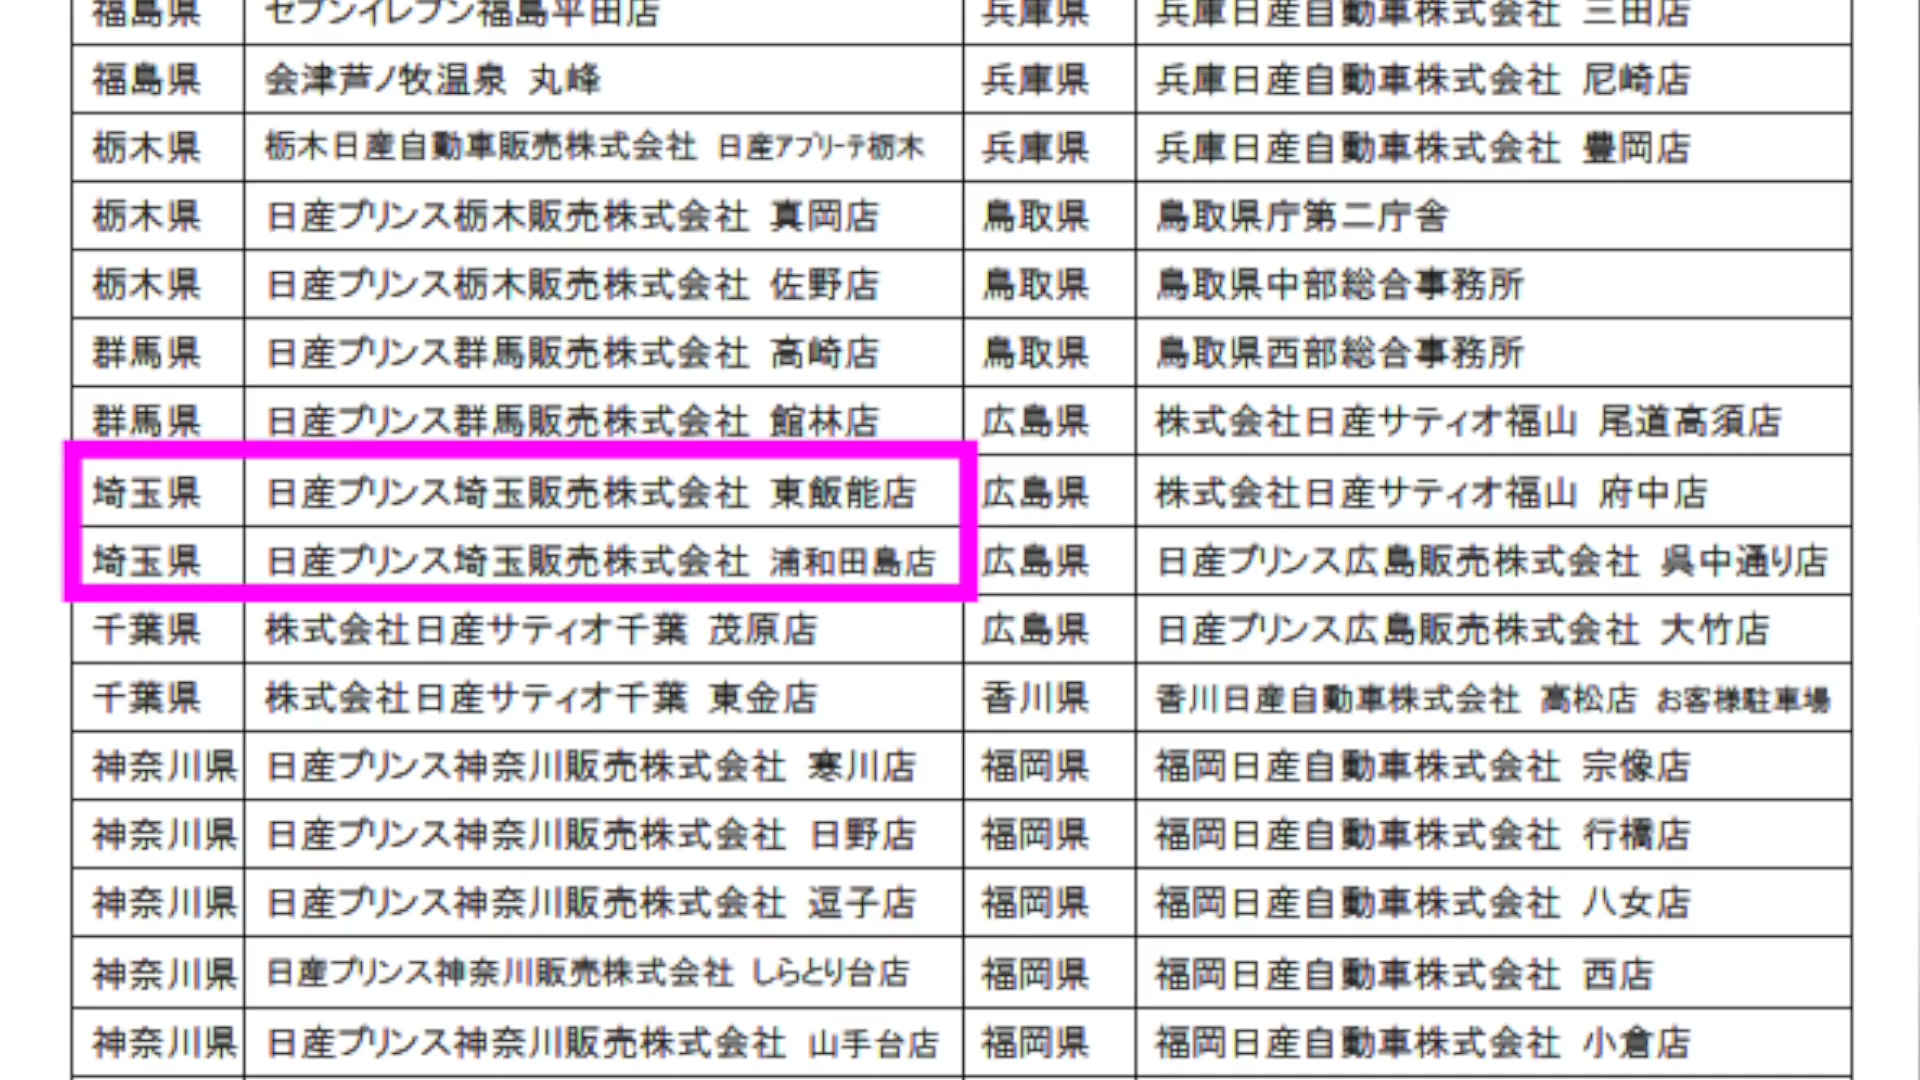 福島県 セブンイレブン福島平田店 兵庫県 兵庫日産自動車株式会社 三田店
福島県 会津芦ノ牧温泉 丸峰 兵庫県 兵庫日産自動車株式会社 尼崎店
栃木県 栃木日産自動車販売株式会社 日産アプリーテ栃木 兵庫県 兵庫日産自動車株式会社 豊岡店
栃木県 日産プリンス栃木販売株式会社 真岡店 鳥取県 鳥取県庁第二庁舎
栃木県 日産プリンス栃木販売株式会社 佐野店 鳥取県 鳥取県中部総合事務所
群馬県 日産プリンス群馬販売株式会社 高崎店 鳥取県 鳥取県西部総合事務所
群馬県 日産プリンス群馬販売株式会社 館林店 広島県 株式会社日産サティオ福山 尾道高須店
埼玉県 日産プリンス埼玉販売株式会社 東飯能店 広島県 株式会社日産サティオ福山 府中店
埼玉県 日産プリンス埼玉販売株式会社 浦和田島店 広島県 日産プリンス広島販売株式会社 呉中通り店
千葉県 株式会社日産サティオ千葉 茂原店 広島県 日産プリンス広島販売株式会社 大竹店
千葉県 株式会社日産サティオ千葉 東金店 香川県 香川日産自動車株式会社 高松店 お客様駐車場
神奈川県 日産プリンス神奈川販売株式会社 寒川店 福岡県 福岡日産自動車株式会社 宗像店
神奈川県 日産プリンス神奈川販売株式会社 日野店 福岡県 福岡日産自動車株式会社 行橋店
神奈川県 日産プリンス神奈川販売株式会社 逗子店 福岡県 福岡日産自動車株式会社 八女店
神奈川県 日産プリンス神奈川販売株式会社 しらとり台店 福岡県 福岡日産自動車株式会社 西店
神奈川県 日産プリンス神奈川販売株式会社 山手台店 福岡県 福岡日産自動車株式会社 小倉店